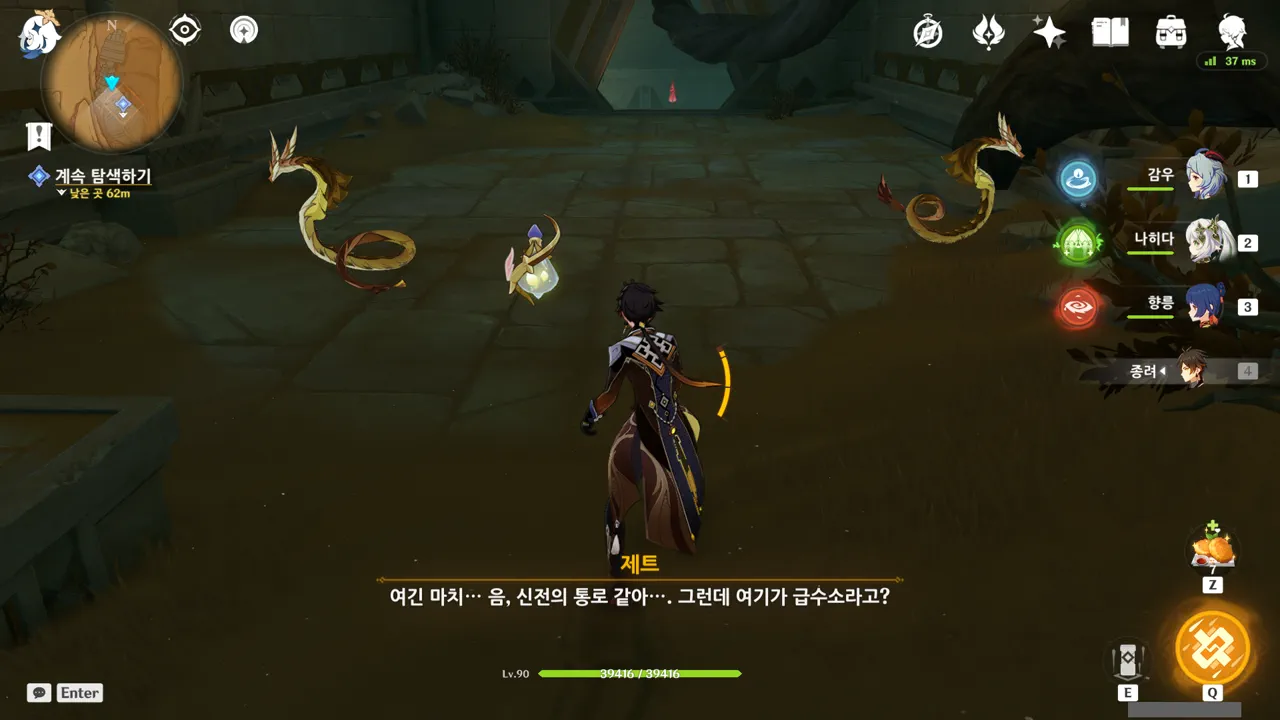 N
37 ms
계속 탐색하기
낮은 곳 62m
감우
1
나히다
2
향릉
3
종려
4
제트
여긴 마치… 음, 신전의 통로 같아…. 그런데 여기가 급수소라고?
7
Z
Lv.90
39416 / 39416
E
Q
Enter